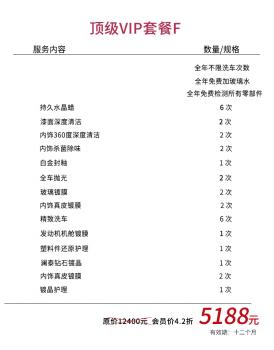 顶级VIP套餐F
服务内容 数量/规格
全年不限洗车次数
全年免费加玻璃水
全年免费检测所有零部件
持久水晶蜡 6 次
漆面深度清洁 2 次
内饰360度深度清洁 2 次
内饰杀菌除味 2 次
白金封釉 1 次
全车抛光 2 次
玻璃镀膜 2 次
内饰真皮镀膜 2 次
精致洗车 6 次
发动机机舱镀膜 1 次
塑料件还原护理 1 次
澜泰钻石镀晶 1 次
内饰真皮镀膜 2 次
镀晶护理 1 次
原价12400元 会员价4.2折 5188元
有效期：十二个月